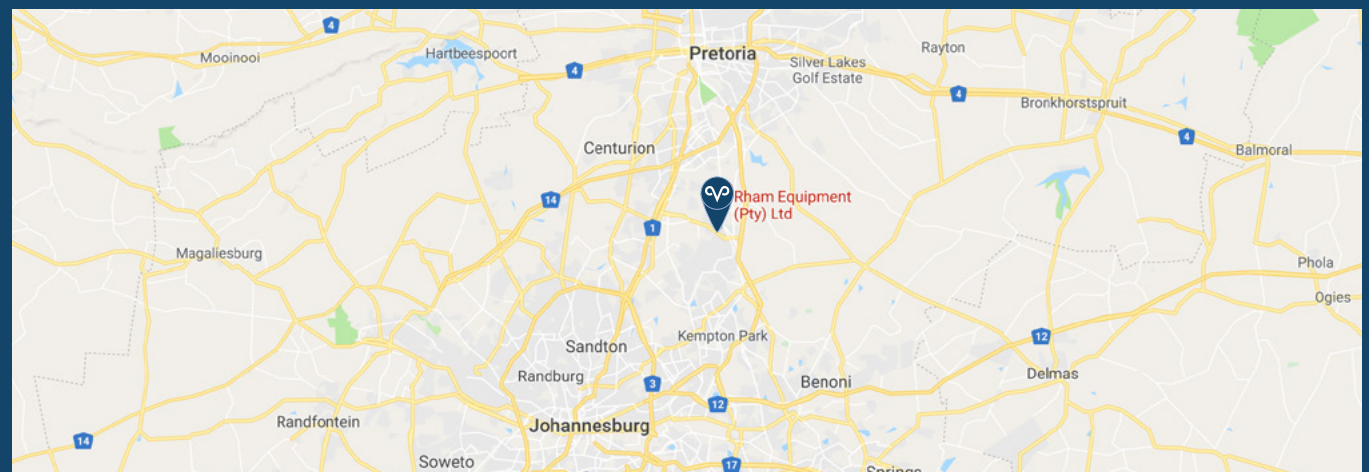 4
Mooinooi
Hartbeespoort
4
Pretoria
Silver Lakes
Golf Estate
Rayton
4
Bronkhorstspruit
4
Balmoral
Centurion
14
Rham Equipment
(Pty) Ltd
1
Magaliesburg
Phola
Ogies
Kempton Park
12
Sandton
Randburg
3
Benoni
Delmas
12
Randfontein
Johannesburg
14
Soweto
17
Springs